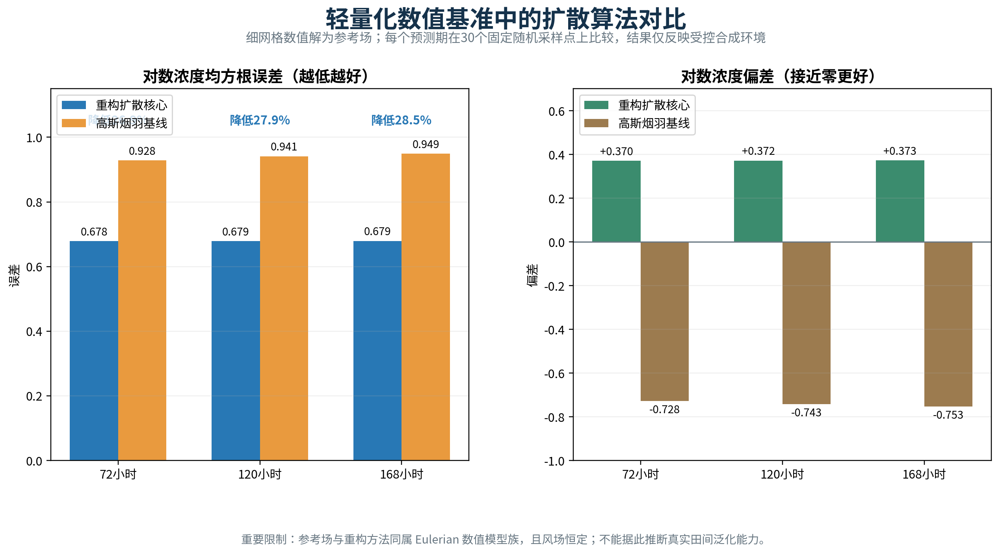 轻量化数值基准中的扩散算法对比
细网格数值解为参考场；每个预测期在30个固定随机采样点上比较，结果仅反映受控合成环境
对数浓度均方根误差（越低越好）
重构扩散核心
高斯烟羽基线
降低27.9%
降低28.5%
0.928
0.941
0.949
0.678
0.679
0.679
误差
1.0
0.8
0.6
0.4
0.2
0.0
72小时
120小时
168小时
对数浓度偏差（接近零更好）
重构扩散核心
高斯烟羽基线
+0.370
+0.372
+0.373
-0.728
-0.743
-0.753
偏差
0.6
0.4
0.2
0.0
-0.2
-0.4
-0.6
-0.8
-1.0
72小时
120小时
168小时
重要限制：参考场与重构方法同属 Eulerian 数值模型族，且风场恒定；不能据此推断真实田间泛化能力。